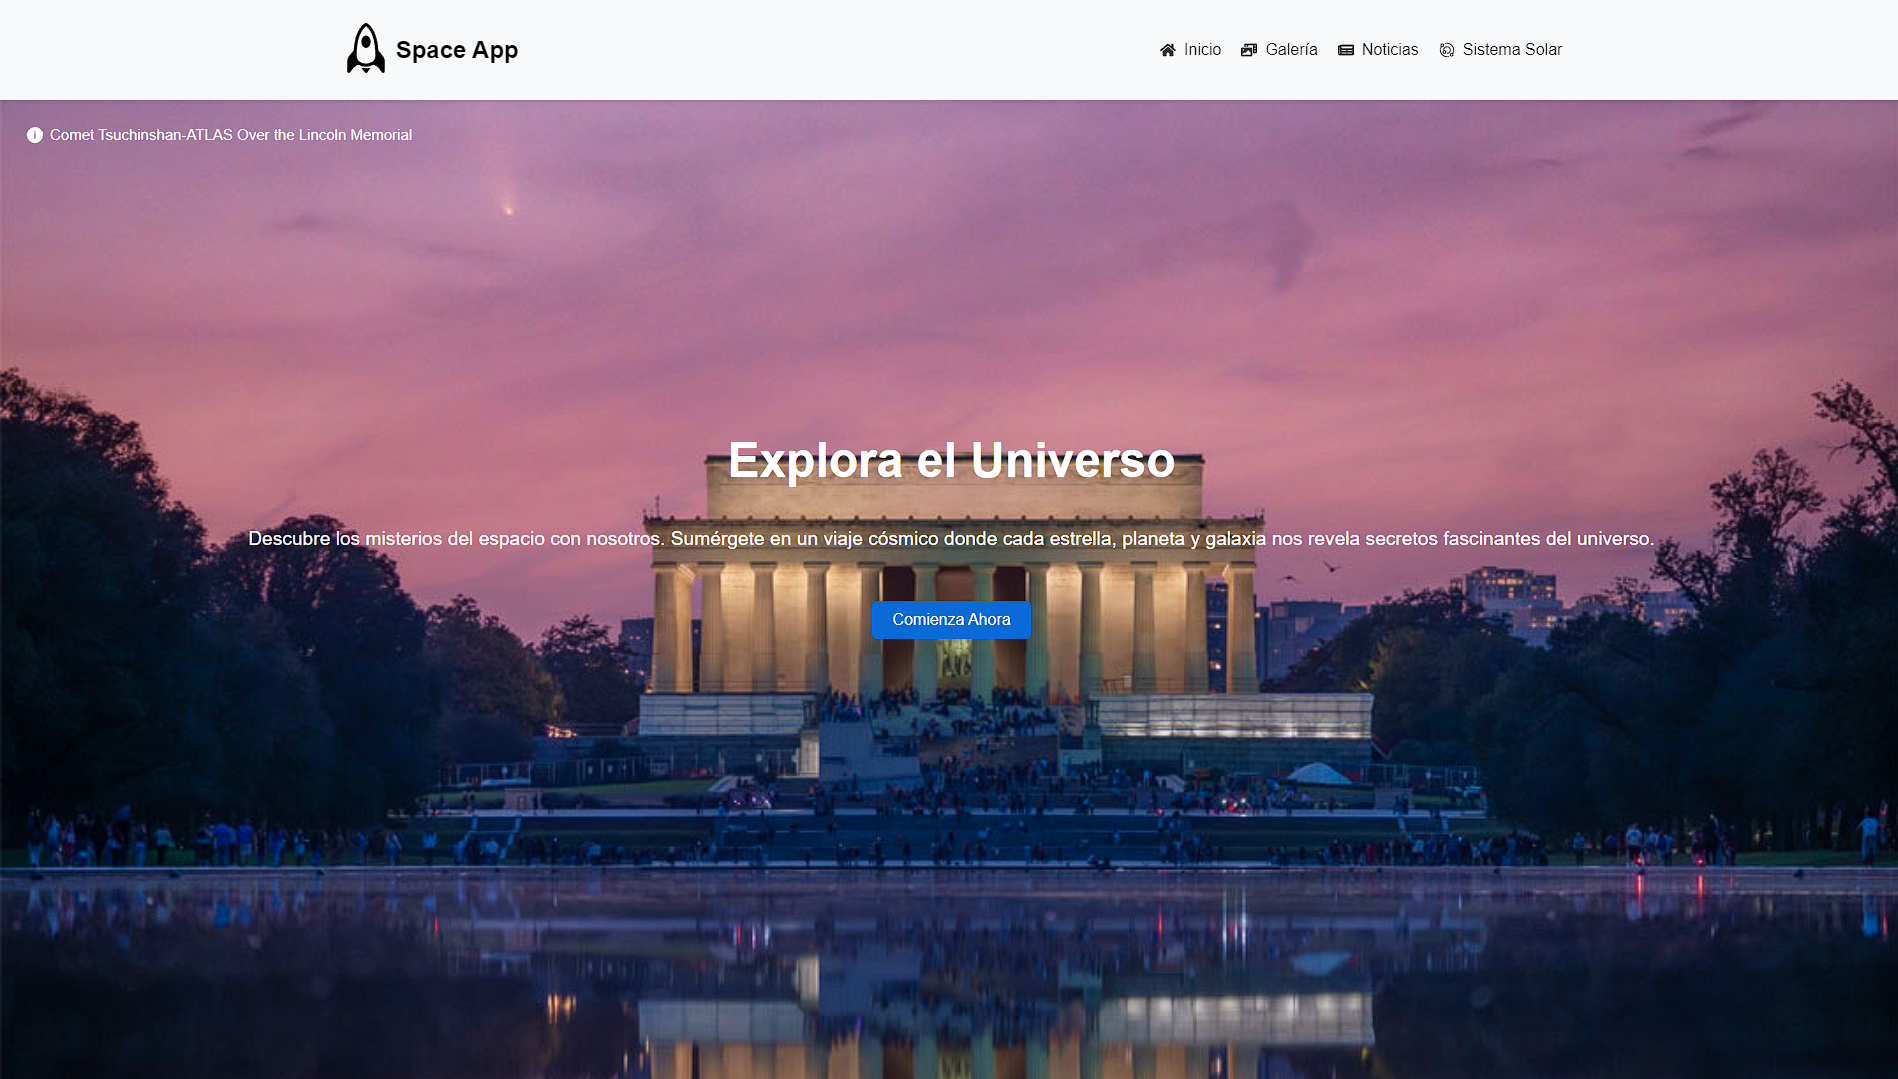 Space App
Inicio
Galería
Noticias
Sistema Solar
Comet Tsuchinshan-ATLAS Over the Lincoln Memorial
Explora el Universo
Descubre los misterios del espacio con nosotros. Sumérgete en un viaje cósmico donde cada estrella, planeta y galaxia nos revela secretos fascinantes del universo.
Comienza Ahora